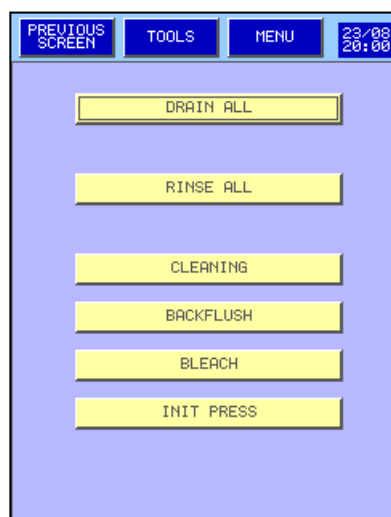 PREVIOUS
SCREEN
TOOLS
MENU
23/08
20:00
DRAIN ALL
RINSE ALL
CLEANING
BACKFLUSH
BLEACH
INIT PRESS